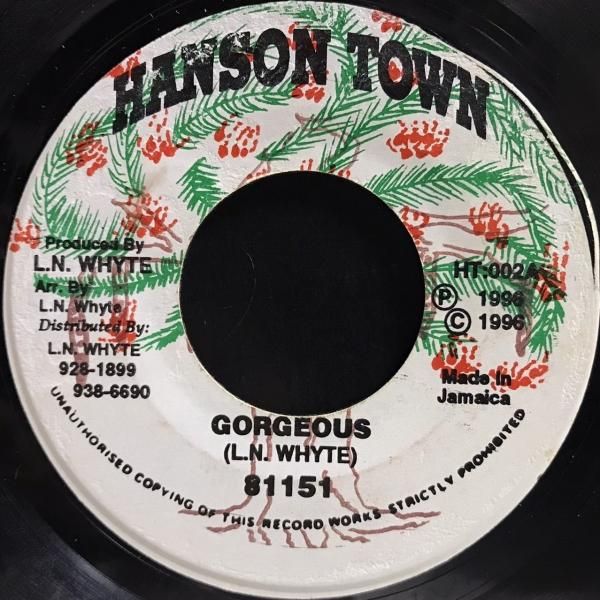 HANSON TOWN
Produced By
L.N. WHYTE
Arr. By
L.N. Whyte
Distributed By:
L.N. WHYTE
928-1899
938-6690
HT:002A
Ⓟ 1996
© 1996
Made In
Jamaica
GORGEOUS
(L.N. WHYTE)
81151
UNAUTHORISED COPYING OF THIS RECORD WORKS STRICTLY PROHIBITED